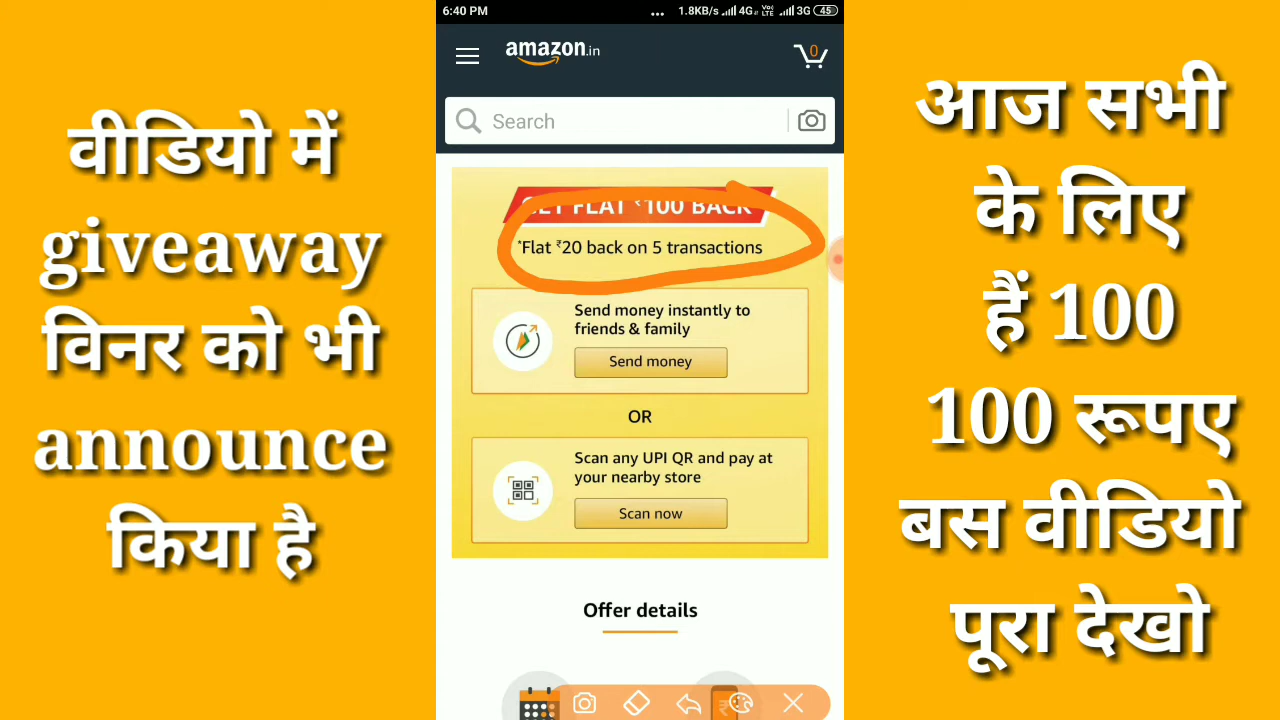 वीडियो में
giveaway
विनर को भी
announce
किया है
6:40 PM
... 1.8KB/s 4G VoLTE 3G 45
amazon.in
0
Search
GET FLAT ₹100 BACK
*Flat ₹20 back on 5 transactions
Send money instantly to
friends & family
Send money
OR
Scan any UPI QR and pay at
your nearby store
Scan now
Offer details
₹
आज सभी
के लिए
हैं 100
100 रूपए
बस वीडियो
पूरा देखो